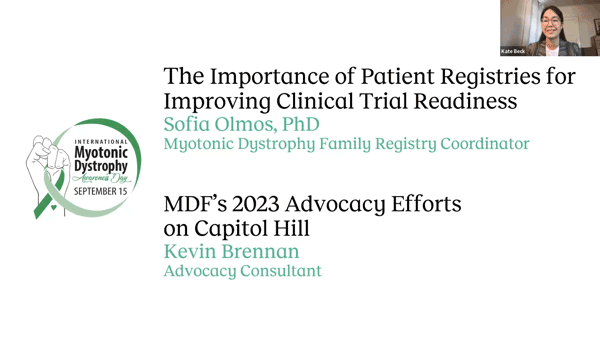 Kate Beck
The Importance of Patient Registries for
Improving Clinical Trial Readiness
Sofia Olmos, PhD
Myotonic Dystrophy Family Registry Coordinator
INTERNATIONAL
Myotonic
Dystrophy
Awareness Day
SEPTEMBER 15
MDF's 2023 Advocacy Efforts
on Capitol Hill
Kevin Brennan
Advocacy Consultant